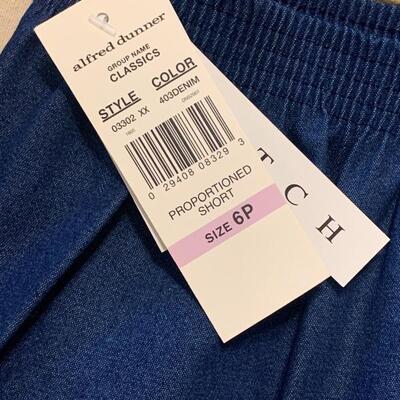 alfred dunner
GROUP NAME
CLASSICS
STYLE COLOR
03302 XX 403DENIM
0 29408 08329 3
PROPORTIONED
SHORT
SIZE 6P
T C H